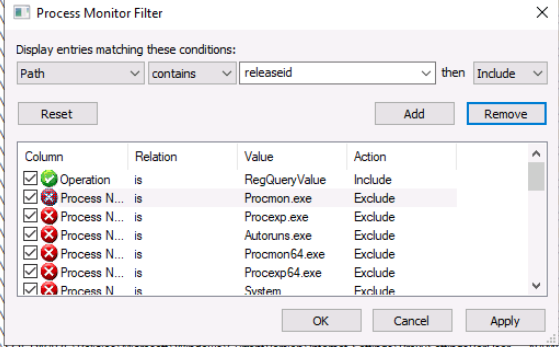 Process Monitor Filter
Display entries matching these conditions:
Path contains releaseid then Include
Reset Add Remove
Column Relation Value Action
Operation is RegQueryValue Include
Process N... is Procmon.exe Exclude
Process N... is Procexp.exe Exclude
Process N... is Autoruns.exe Exclude
Process N... is Procmon64.exe Exclude
Process N... is Procexp64.exe Exclude
Process N... is System Exclude
OK Cancel Apply